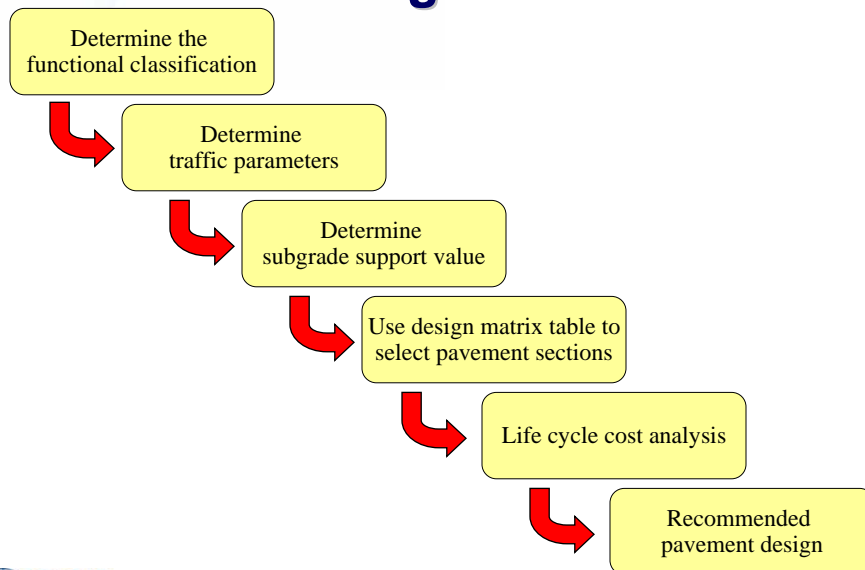 Determine the
functional classification
Determine
traffic parameters
Determine
subgrade support value
Use design matrix table to
select pavement sections
Life cycle cost analysis
Recommended
pavement design